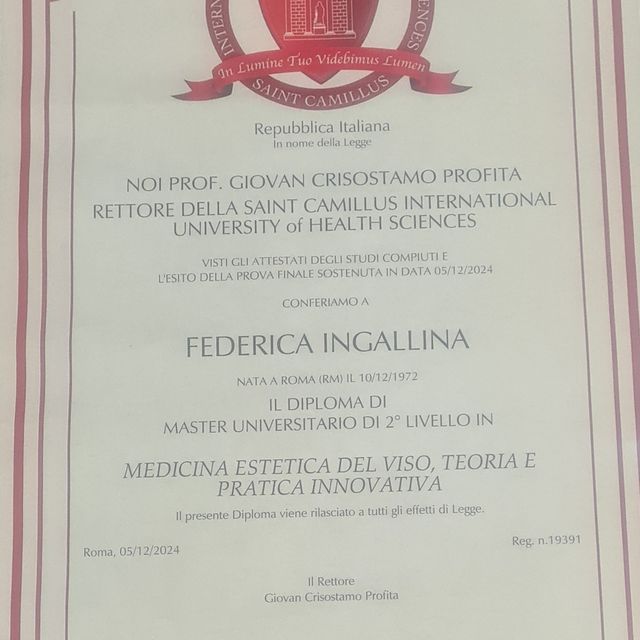 INTERN
ENCES
In Lumine Tuo Videbimus Lumen
SAINT CAMILLUS
Repubblica Italiana
In nome della Legge
NOI PROF. GIOVAN CRISOSTAMO PROFITA
RETTORE DELLA SAINT CAMILLUS INTERNATIONAL
UNIVERSITY of HEALTH SCIENCES
VISTI GLI ATTESTATI DEGLI STUDI COMPIUTI E
L'ESITO DELLA PROVA FINALE SOSTENUTA IN DATA 05/12/2024
CONFERIAMO A
FEDERICA INGALLINA
NATA A ROMA (RM) IL 10/12/1972
IL DIPLOMA DI
MASTER UNIVERSITARIO DI 2° LIVELLO IN
MEDICINA ESTETICA DEL VISO, TEORIA E
PRATICA INNOVATIVA
Il presente Diploma viene rilasciato a tutti gli effetti di Legge.
Roma, 05/12/2024
Reg. n.19391
Il Rettore
Giovan Crisostamo Profita